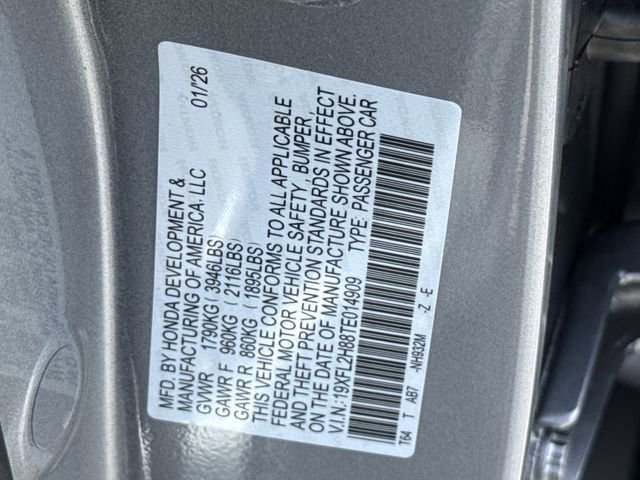 MFD. BY HONDA DEVELOPMENT &
MANUFACTURING OF AMERICA, LLC 01/'26
GVWR 1790KG (3946LBS)
GAWR F 960KG (2116LBS)
GAWR R 860KG (1895LBS)
THIS VEHICLE CONFORMS TO ALL APPLICABLE
FEDERAL MOTOR VEHICLE SAFETY, BUMPER,
AND THEFT PREVENTION STANDARDS IN EFFECT
ON THE DATE OF MANUFACTURE SHOWN ABOVE.
V.I.N.:19XFL2H88TE014909 TYPE: PASSENGER CAR
T64 T AB7 -NH932M -Z -E